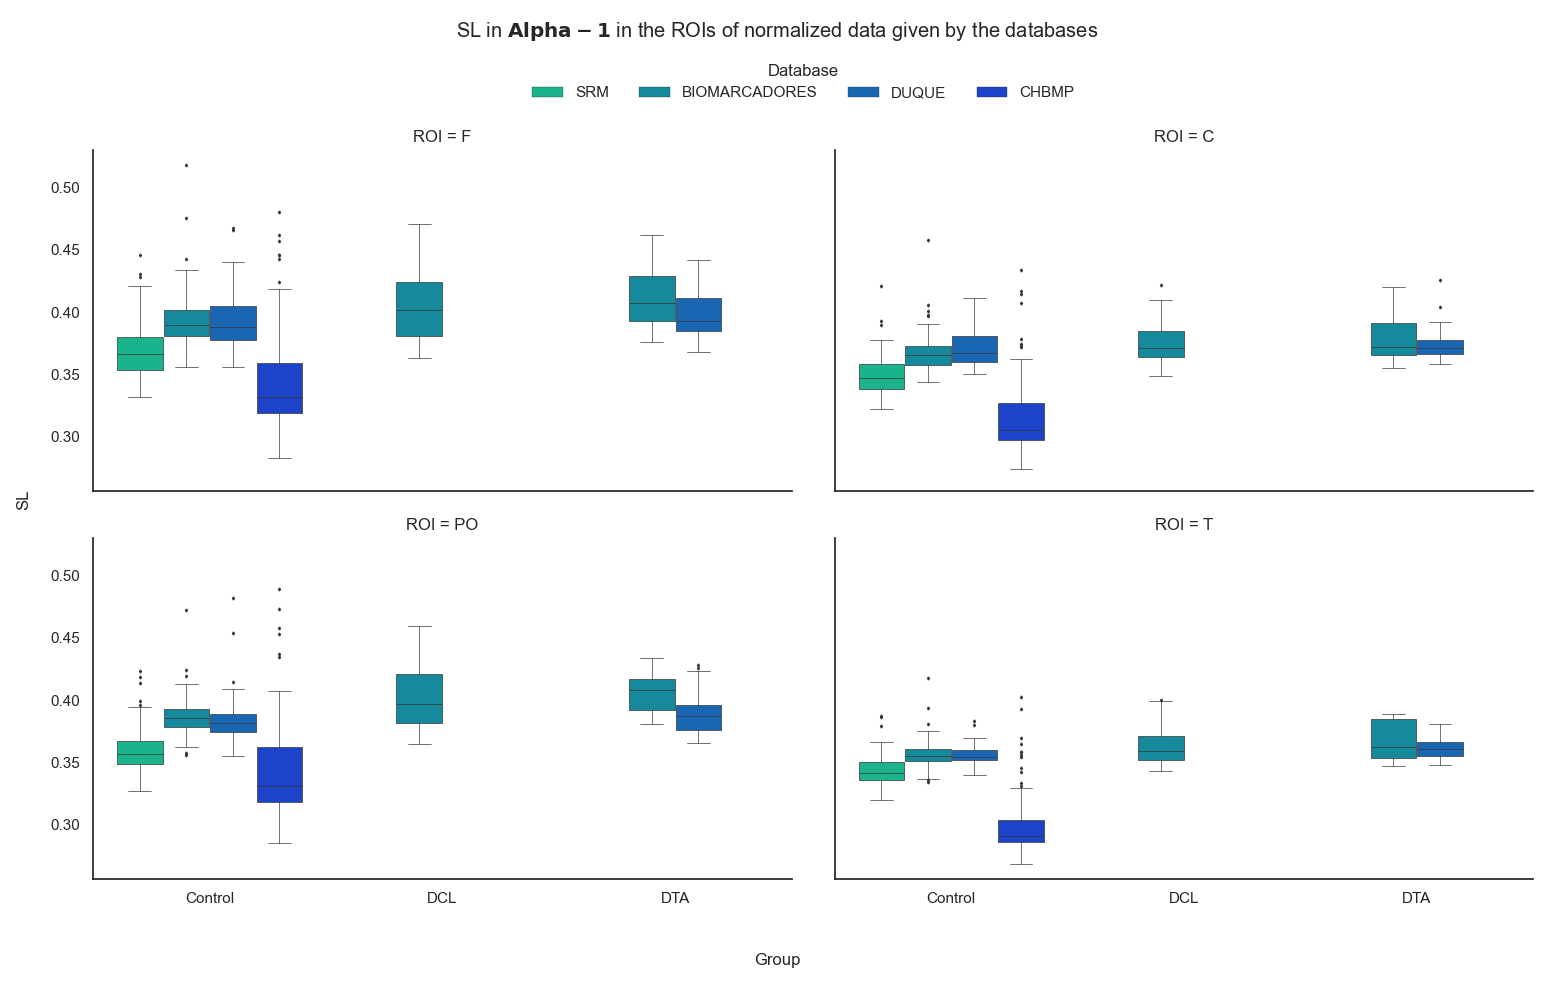 SL in Alpha − 1 in the ROIs of normalized data given by the databases
Database
SRM BIOMARCADORES DUQUE CHBMP
ROI = F
ROI = C
0.50
0.45
0.40
0.35
0.30
SL
ROI = PO
ROI = T
0.50
0.45
0.40
0.35
0.30
Control DCL DTA
Control DCL DTA
Group